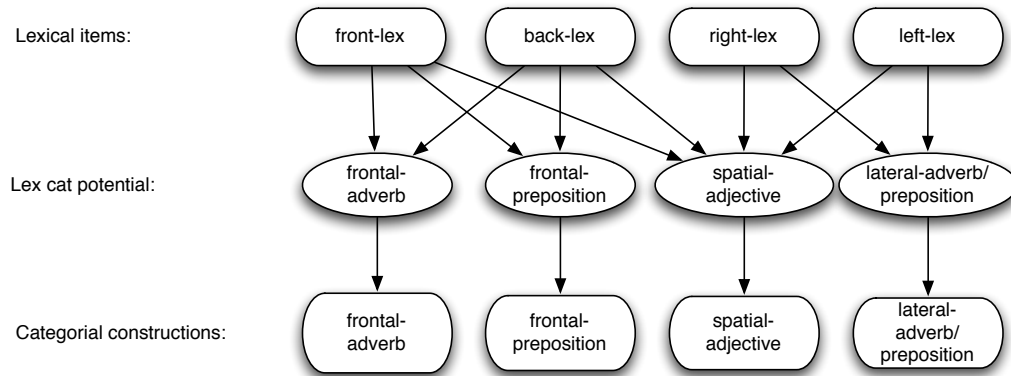 Lexical items:
front-lex
back-lex
right-lex
left-lex
Lex cat potential:
frontal-
adverb
frontal-
preposition
spatial-
adjective
lateral-adverb/
preposition
Categorial constructions:
frontal-
adverb
frontal-
preposition
spatial-
adjective
lateral-
adverb/
preposition